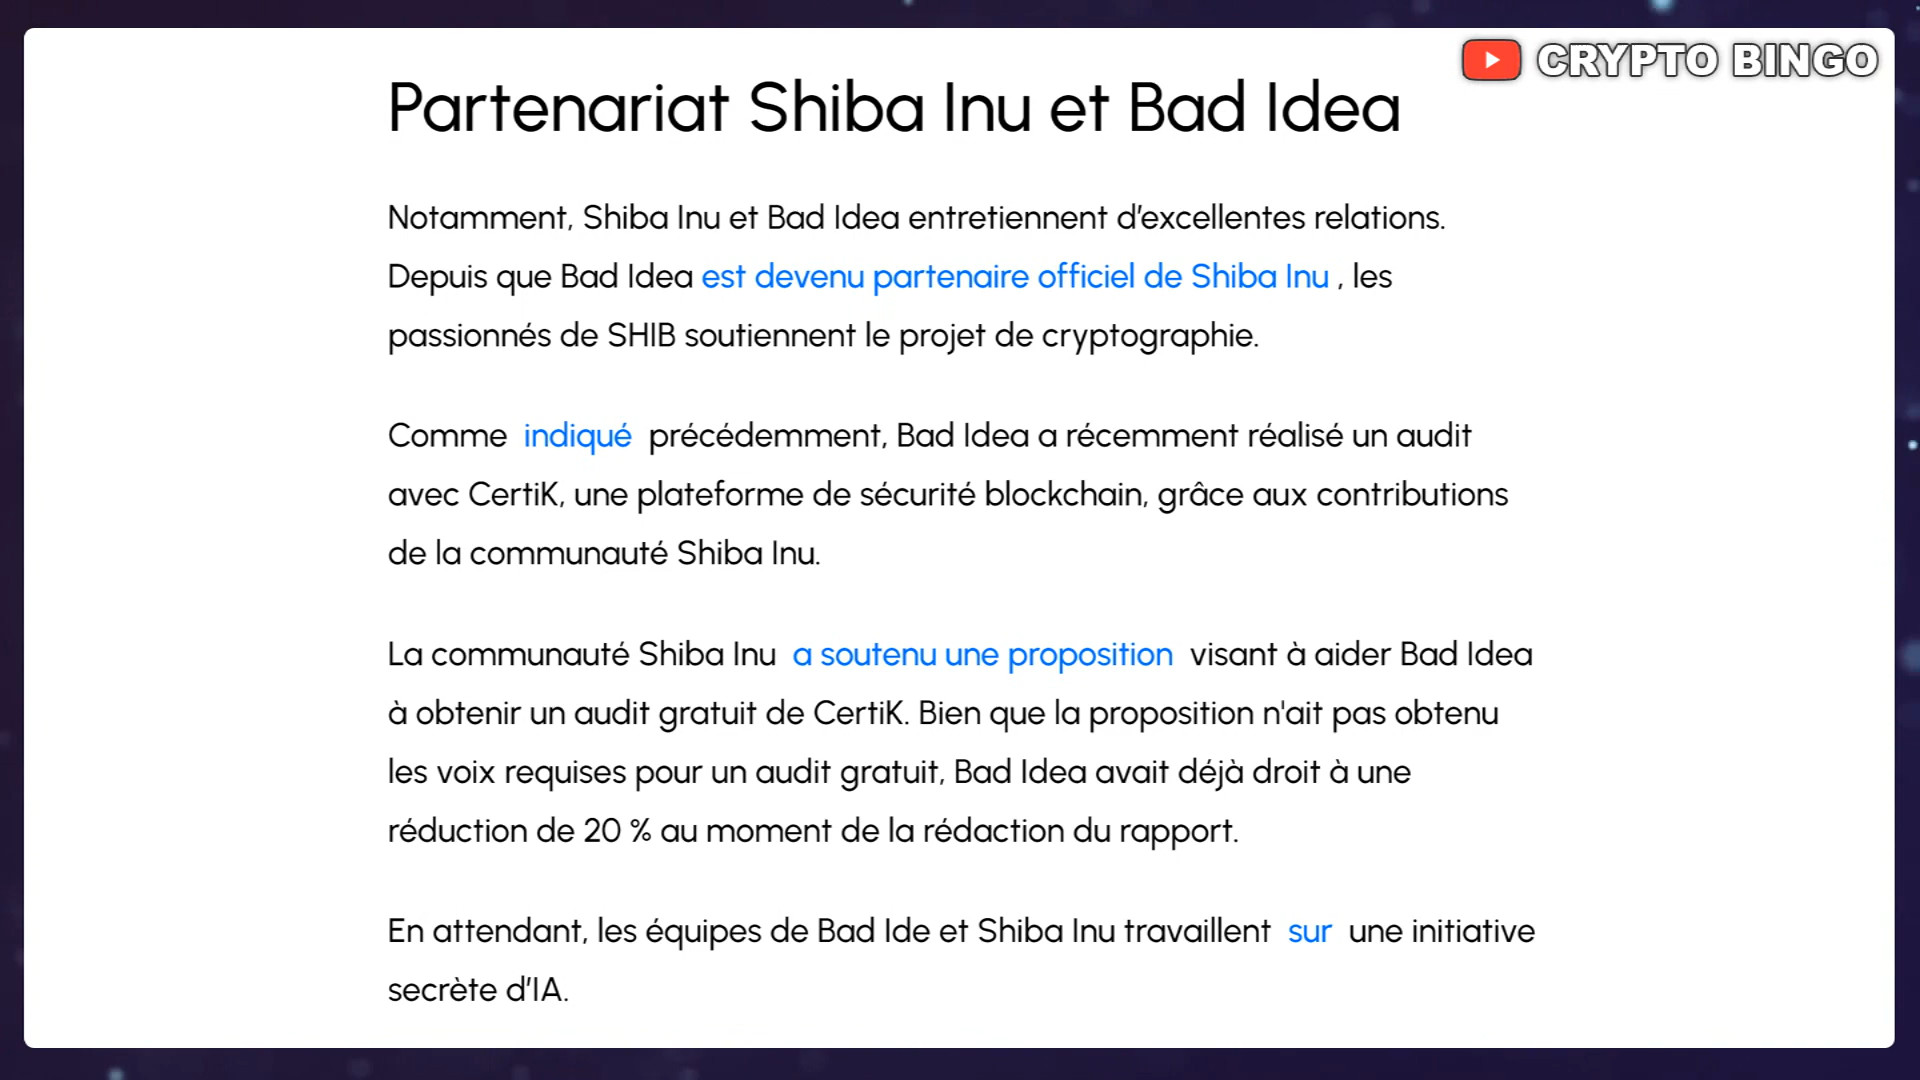 CRYPTO BINGO
Partenariat Shiba Inu et Bad Idea
Notamment, Shiba Inu et Bad Idea entretiennent d’excellentes relations.
Depuis que Bad Idea est devenu partenaire officiel de Shiba Inu , les
passionnés de SHIB soutiennent le projet de cryptographie.
Comme indiqué précédemment, Bad Idea a récemment réalisé un audit
avec CertiK, une plateforme de sécurité blockchain, grâce aux contributions
de la communauté Shiba Inu.
La communauté Shiba Inu a soutenu une proposition visant à aider Bad Idea
à obtenir un audit gratuit de CertiK. Bien que la proposition n'ait pas obtenu
les voix requises pour un audit gratuit, Bad Idea avait déjà droit à une
réduction de 20 % au moment de la rédaction du rapport.
En attendant, les équipes de Bad Ide et Shiba Inu travaillent sur une initiative
secrète d’IA.